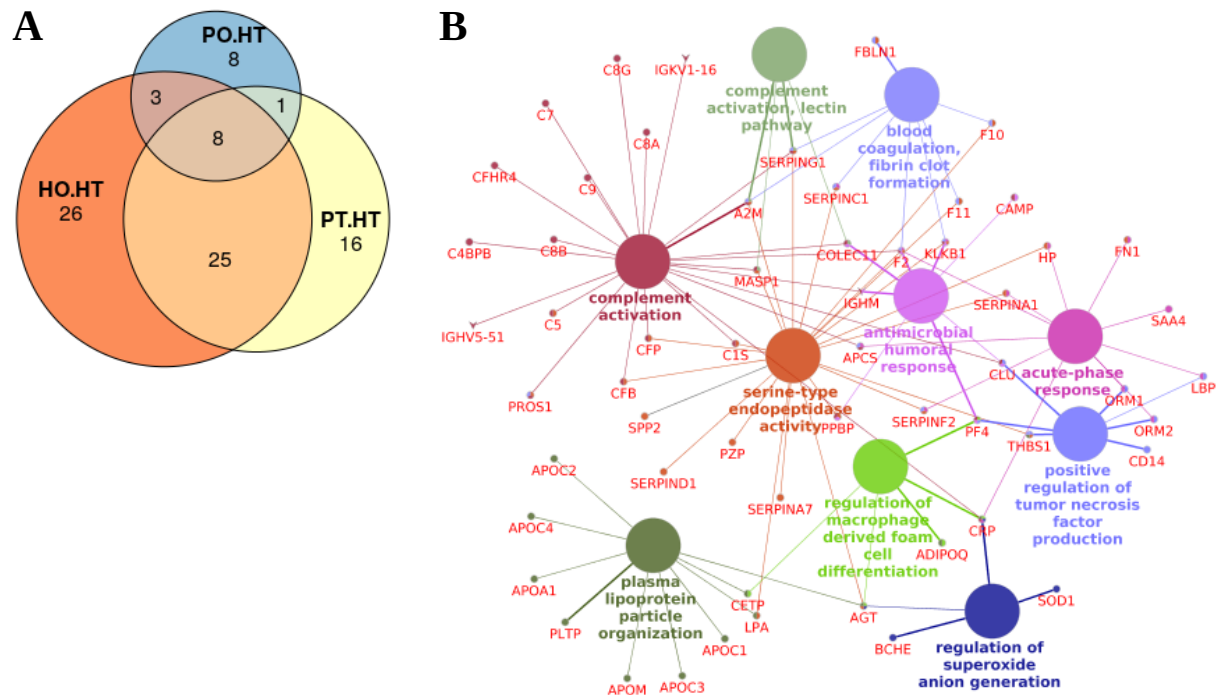 A
PO.HT
8
3
1
8
HO.HT
26
PT.HT
16
25
B
FBLN1
C8G
IGKV1-16
complement
activation, lectin
pathway
C7
blood
coagulation,
fibrin clot
formation
F10
C8A
SERPING1
CFHR4
C9
SERPINC1
A2M
F11
CAMP
C4BPB
C8B
COLEC11
F2
KLKB1
HP
FN1
MASP1
complement
activation
IGHM
SERPINA1
SAA4
IGHV5-51
C5
antimicrobial
humoral
response
CFP
C1S
APCS
CLU
acute-phase
response
LBP
CFB
serine-type
endopeptidase
activity
ORM1
PROS1
SPP2
PPBP
SERPINF2
PF4
ORM2
THBS1
PZP
CD14
APOC2
SERPIND1
positive
regulation of
tumor necrosis
factor
production
SERPINA7
regulation of
macrophage
derived foam
cell
differentiation
APOC4
CRP
ADIPOQ
APOA1
plasma
lipoprotein
particle
organization
CETP
SOD1
PLTP
LPA
AGT
APOC1
BCHE
regulation of
superoxide
anion generation
APOM
APOC3